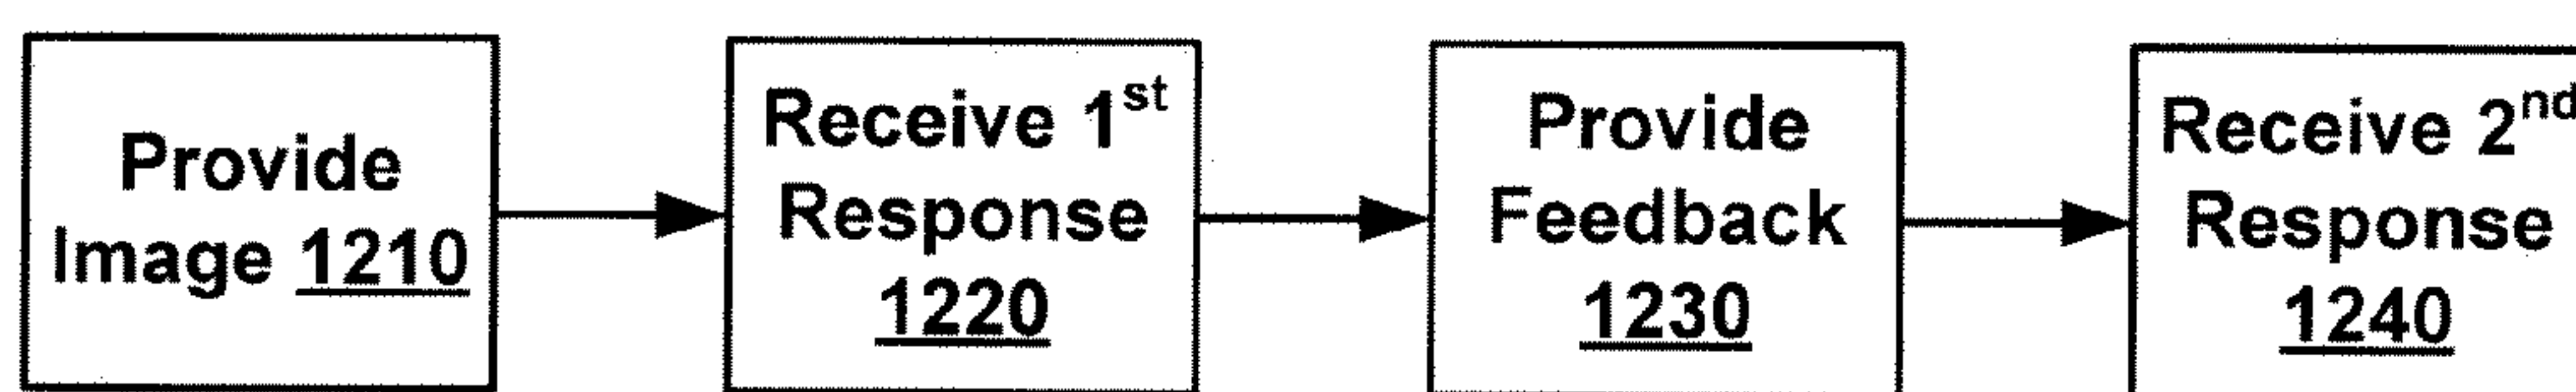 Provide
Image 1210
Receive 1st
Response
1220
Provide
Feedback
1230
Receive 2nd
Response
1240